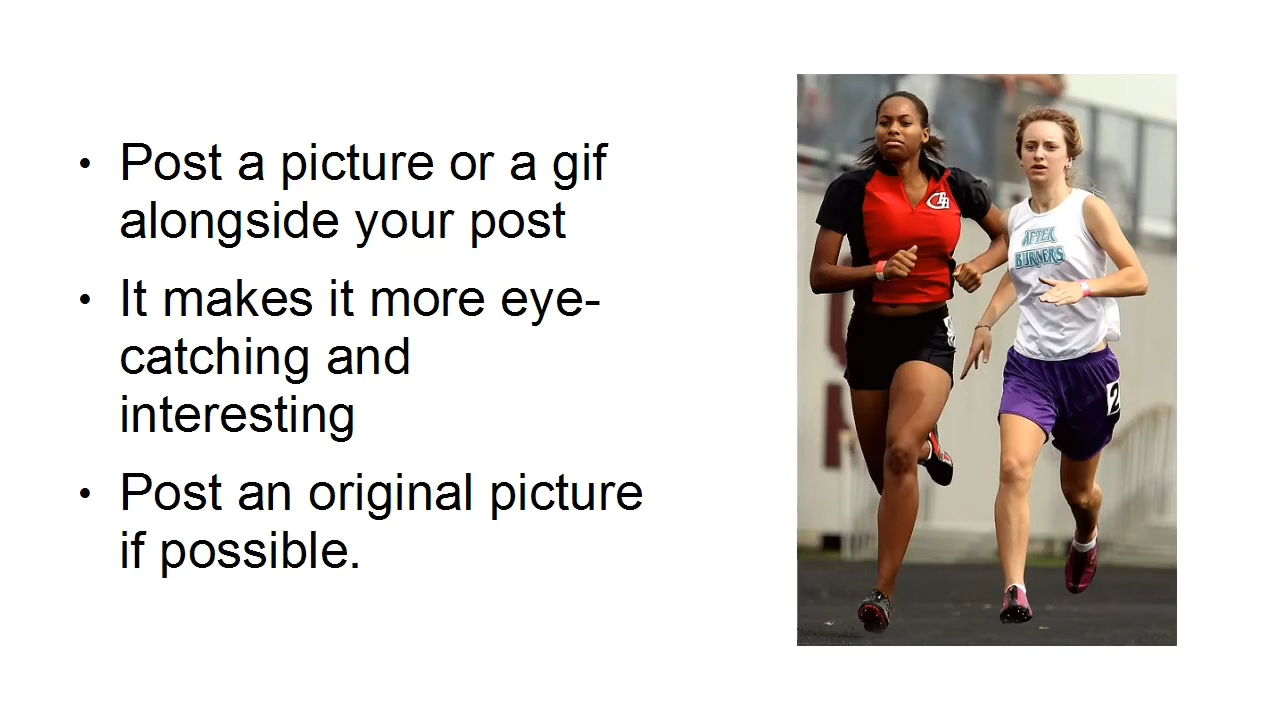 • Post a picture or a gif
alongside your post
• It makes it more eye-
catching and
interesting
• Post an original picture
if possible.
AFTER
BURNERS
2